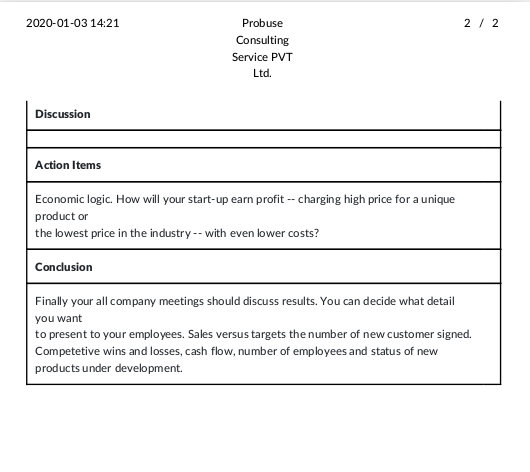 2020-01-03 14:21
Probuse
Consulting
Service PVT
Ltd.
2 / 2
Discussion
Action Items
Economic logic. How will your start-up earn profit -- charging high price for a unique
product or
the lowest price in the industry -- with even lower costs?
Conclusion
Finally your all company meetings should discuss results. You can decide what detail
you want
to present to your employees. Sales versus targets the number of new customer signed.
Competetive wins and losses, cash flow, number of employees and status of new
products under development.